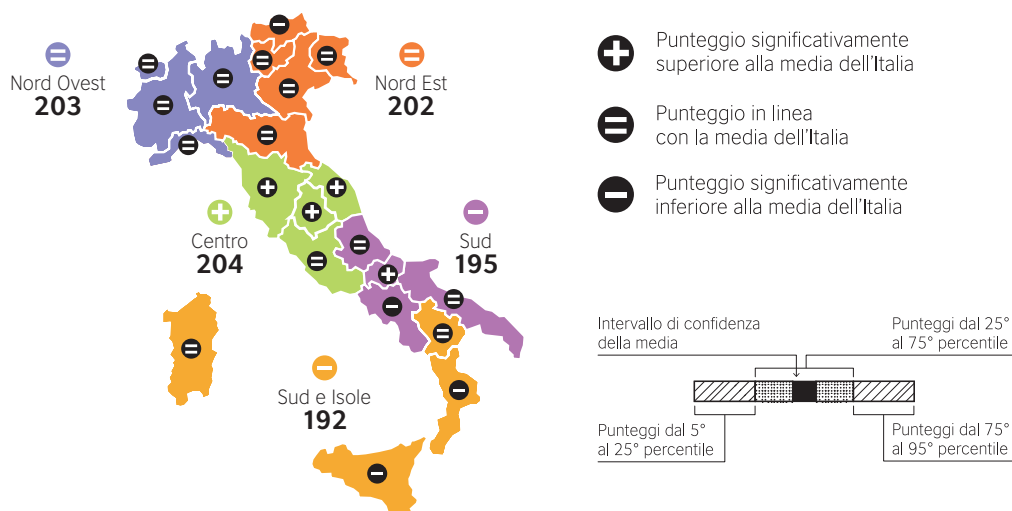 Nord Ovest
203
Nord Est
202
Centro
204
Sud
195
Sud e Isole
192
Punteggio significativamente
superiore alla media dell'Italia
Punteggio in linea
con la media dell'Italia
Punteggio significativamente
inferiore alla media dell'Italia
Intervallo di confidenza
della media
Punteggi dal 25°
al 75° percentile
Punteggi dal 5°
al 25° percentile
Punteggi dal 75°
al 95° percentile